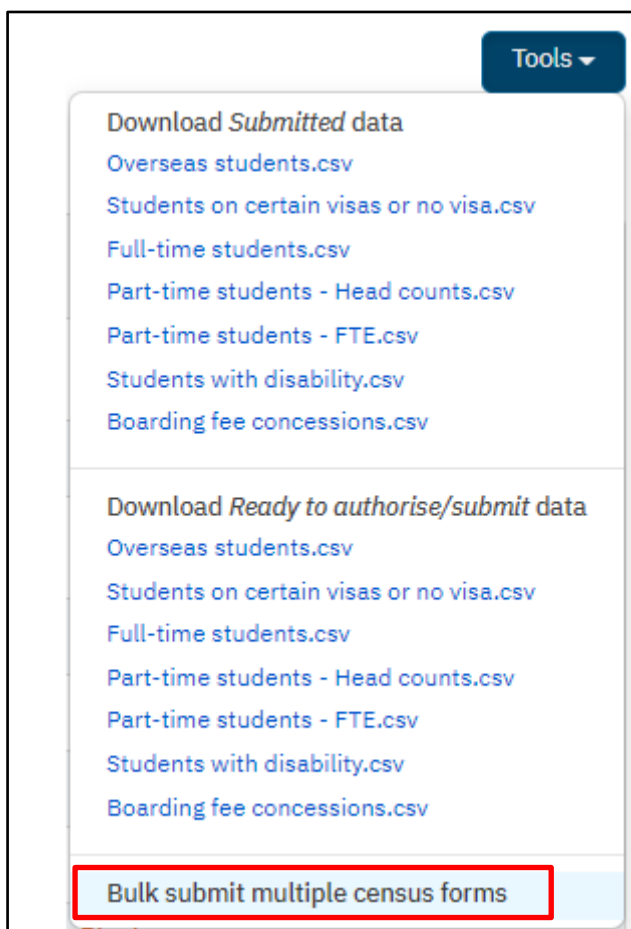 Tools
Download Submitted data
Overseas students.csv
Students on certain visas or no visa.csv
Full-time students.csv
Part-time students - Head counts.csv
Part-time students - FTE.csv
Students with disability.csv
Boarding fee concessions.csv
Download Ready to authorise/submit data
Overseas students.csv
Students on certain visas or no visa.csv
Full-time students.csv
Part-time students - Head counts.csv
Part-time students - FTE.csv
Students with disability.csv
Boarding fee concessions.csv
Bulk submit multiple census forms